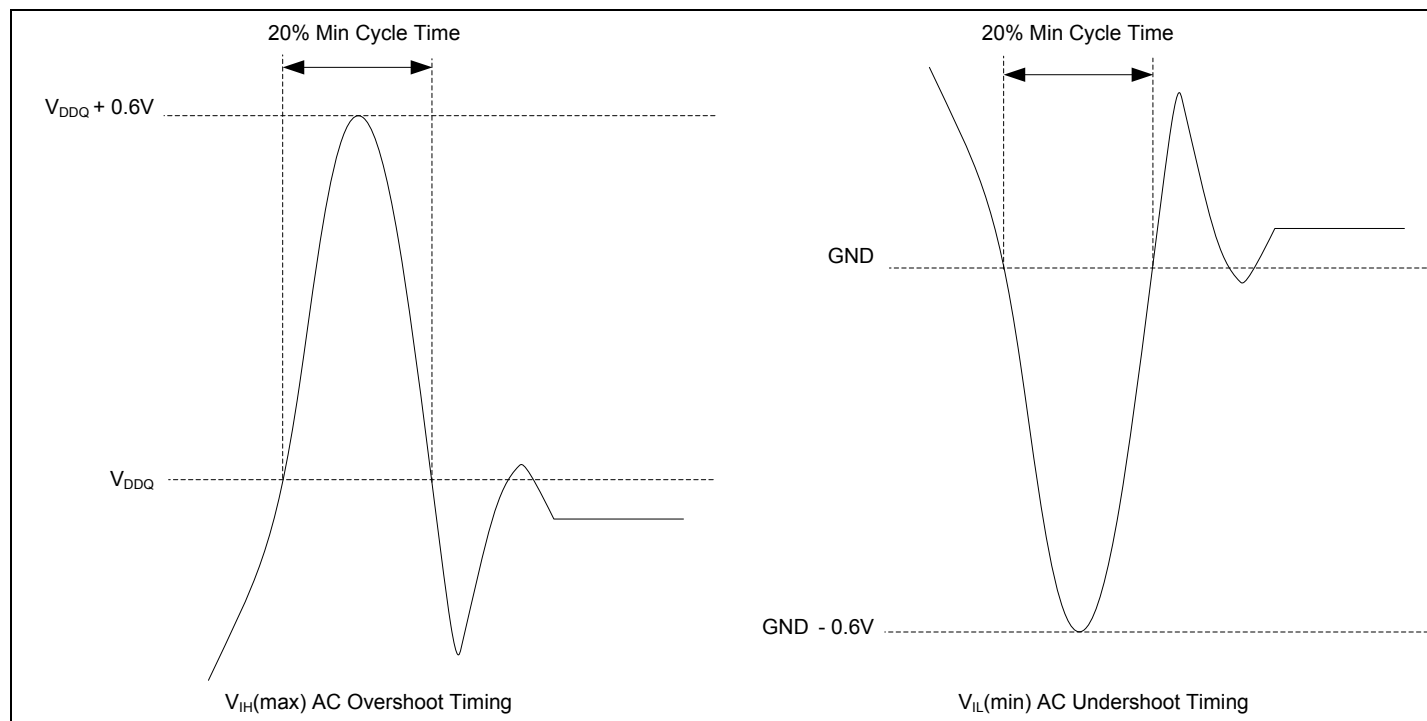 20% Min Cycle Time
V_DDQ + 0.6V
V_DDQ
V_IH(max) AC Overshoot Timing
20% Min Cycle Time
GND
GND - 0.6V
V_IL(min) AC Undershoot Timing